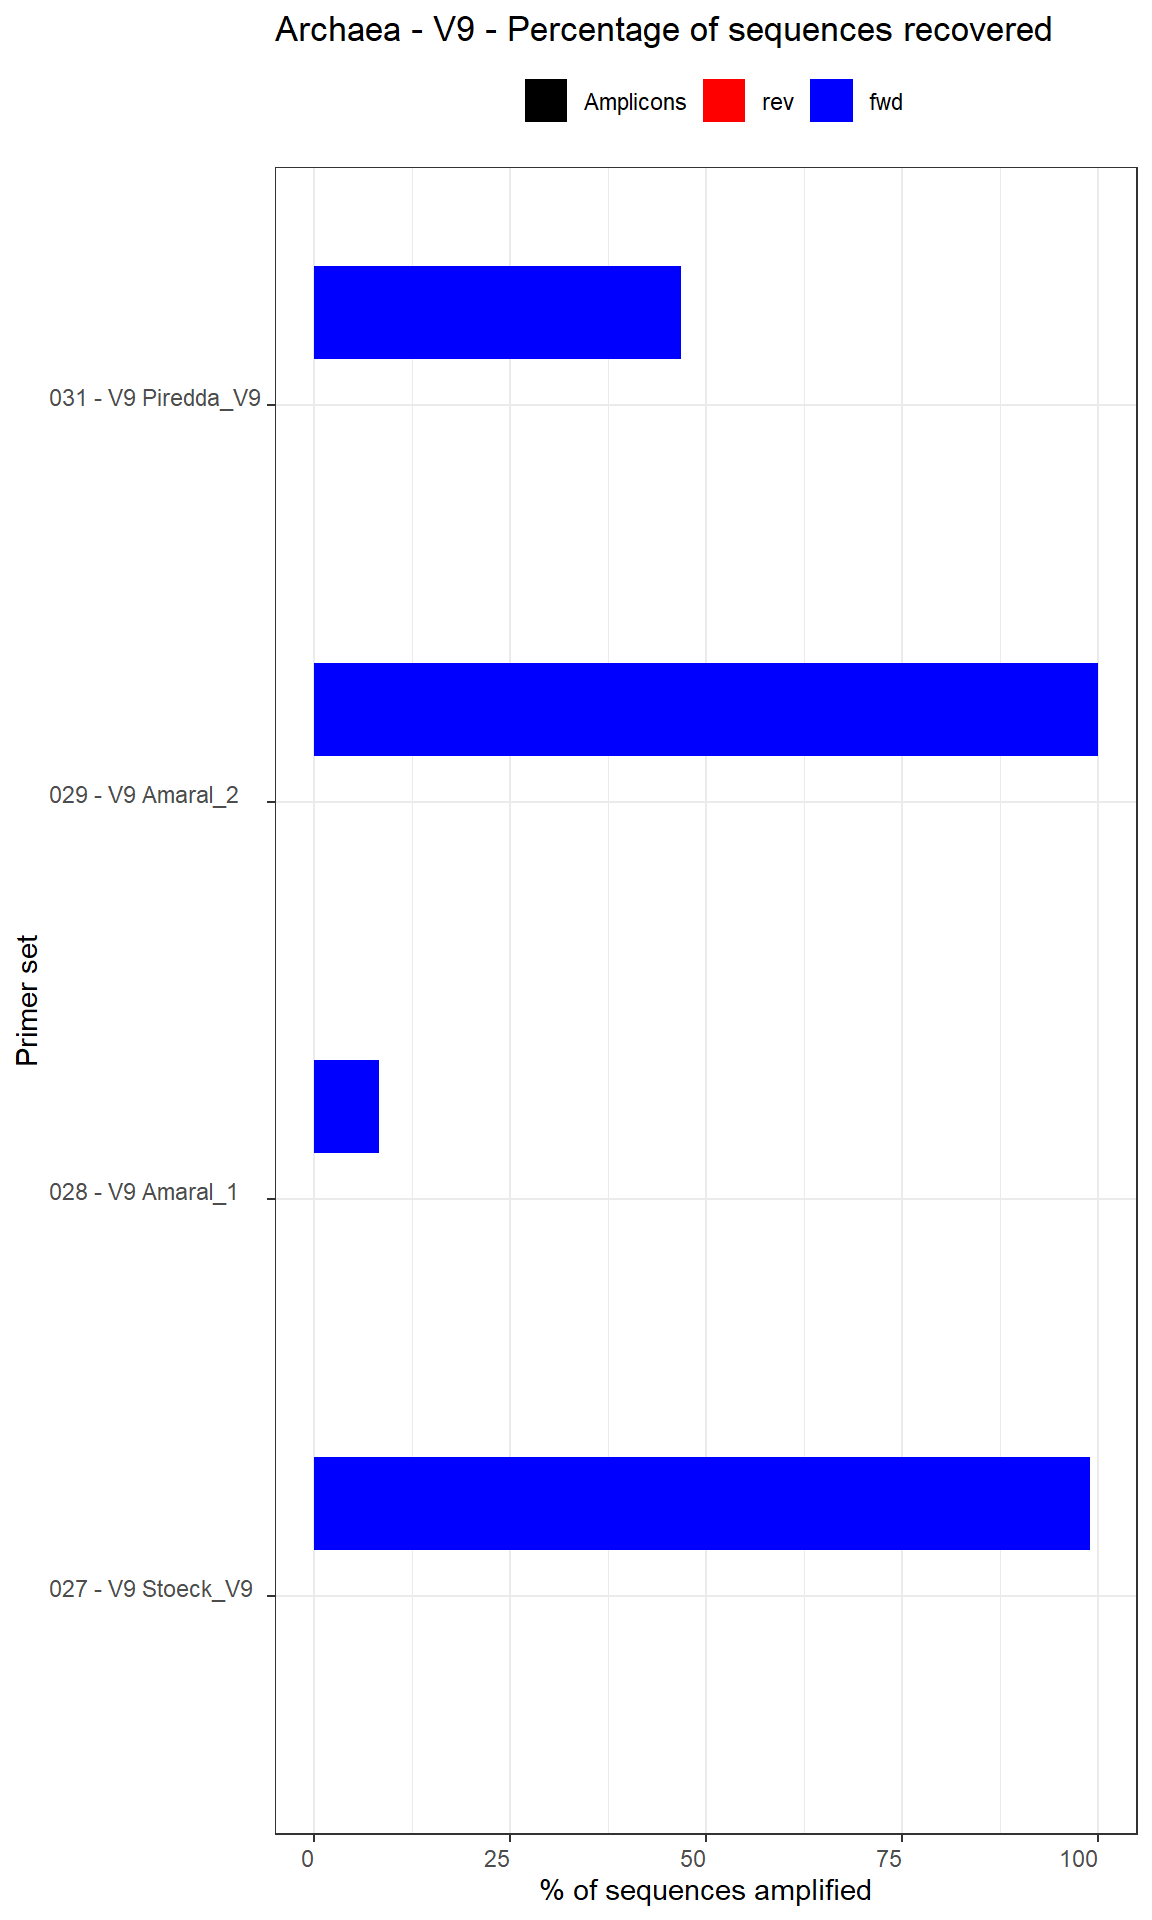 Archaea - V9 - Percentage of sequences recovered
Amplicons rev fwd
031 - V9 Piredda_V9
029 - V9 Amaral_2
028 - V9 Amaral_1
027 - V9 Stoeck_V9
Primer set
0 25 50 75 100
% of sequences amplified